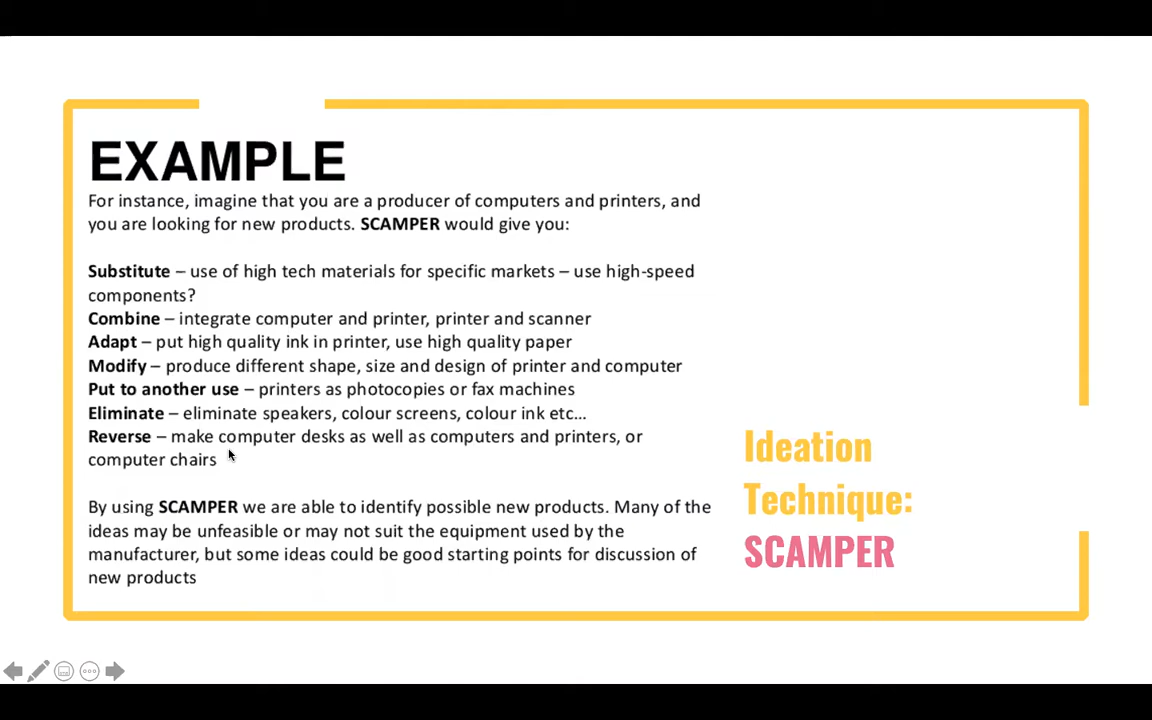 EXAMPLE
For instance, imagine that you are a producer of computers and printers, and
you are looking for new products. SCAMPER would give you:
Substitute – use of high tech materials for specific markets – use high-speed
components?
Combine – integrate computer and printer, printer and scanner
Adapt – put high quality ink in printer, use high quality paper
Modify – produce different shape, size and design of printer and computer
Put to another use – printers as photocopies or fax machines
Eliminate – eliminate speakers, colour screens, colour ink etc...
Reverse – make computer desks as well as computers and printers, or
computer chairs
By using SCAMPER we are able to identify possible new products. Many of the
ideas may be unfeasible or may not suit the equipment used by the
manufacturer, but some ideas could be good starting points for discussion of
new products
Ideation
Technique:
SCAMPER